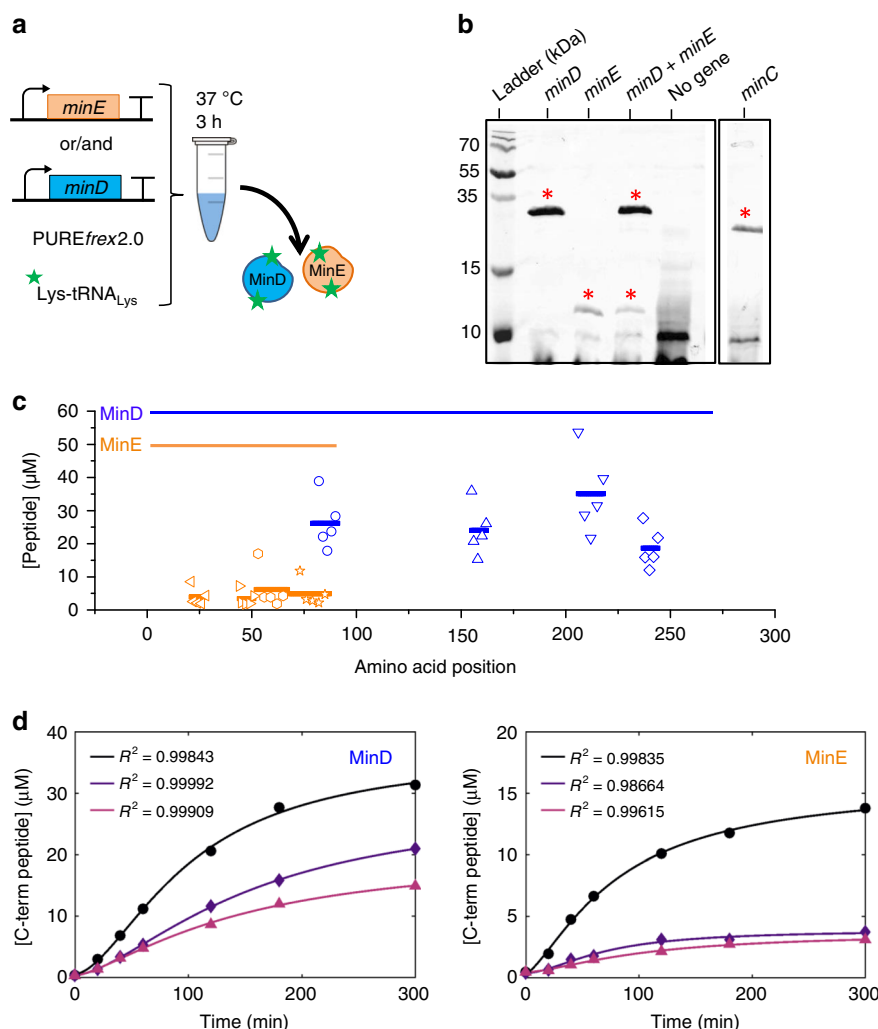 a
minE
or/and
minD
PUREfrex2.0
Lys-tRNALys
37 °C
3 h
MinD
MinE
b
Ladder (kDa)
minD
minE
minD + minE
No gene
minC
70
55
35
15
10
*
*
*
*
*
c
MinD
MinE
60
50
40
30
20
10
0
[Peptide] (µM)
0
50
100
150
200
250
300
Amino acid position
d
40
30
20
10
0
[C-term peptide] (µM)
R2 = 0.99843
R2 = 0.99992
R2 = 0.99909
MinD
0
100
200
300
Time (min)
20
15
10
5
0
[C-term peptide] (µM)
R2 = 0.99835
R2 = 0.98664
R2 = 0.99615
MinE
0
100
200
300
Time (min)